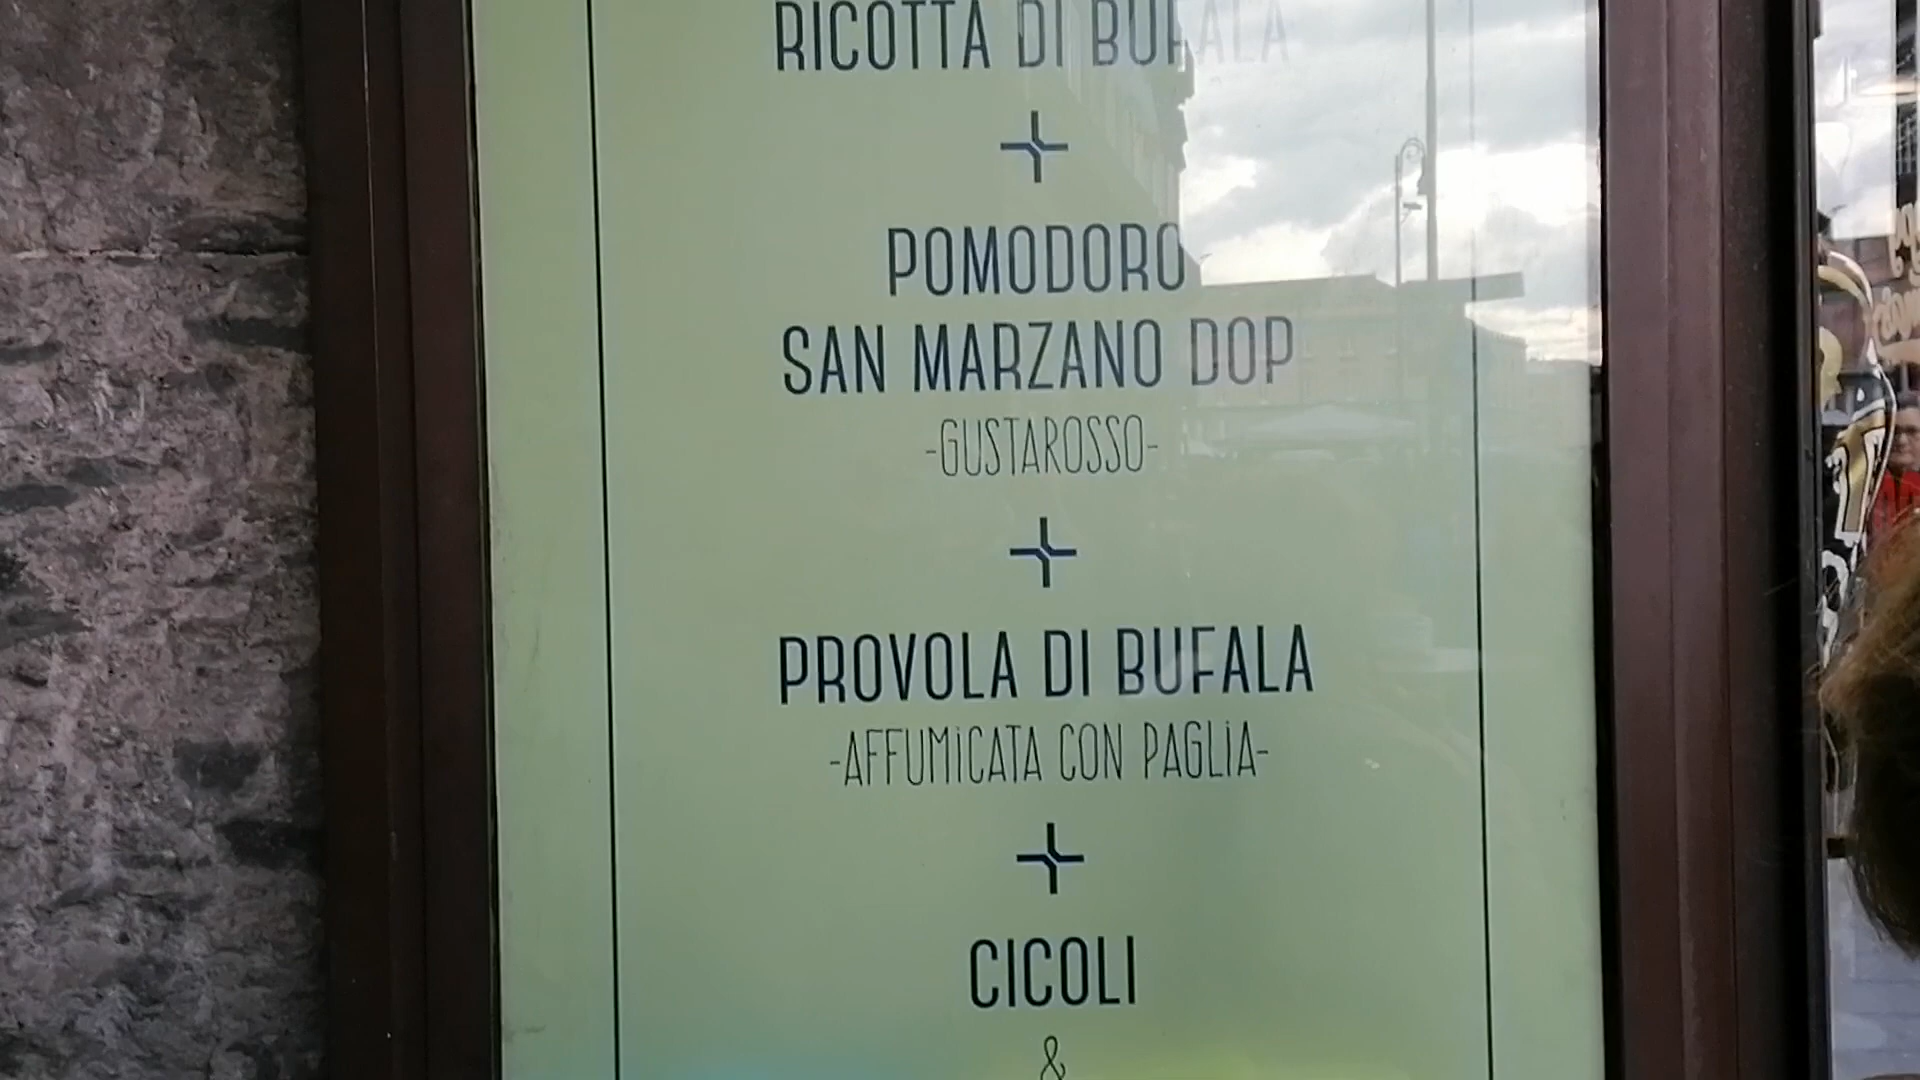 RICOTTA DI BUFALA
POMODORO
SAN MARZANO DOP
-GUSTAROSSO-
PROVOLA DI BUFALA
-AFFUMiCATA CON PAGLiA-
CICOLI
&